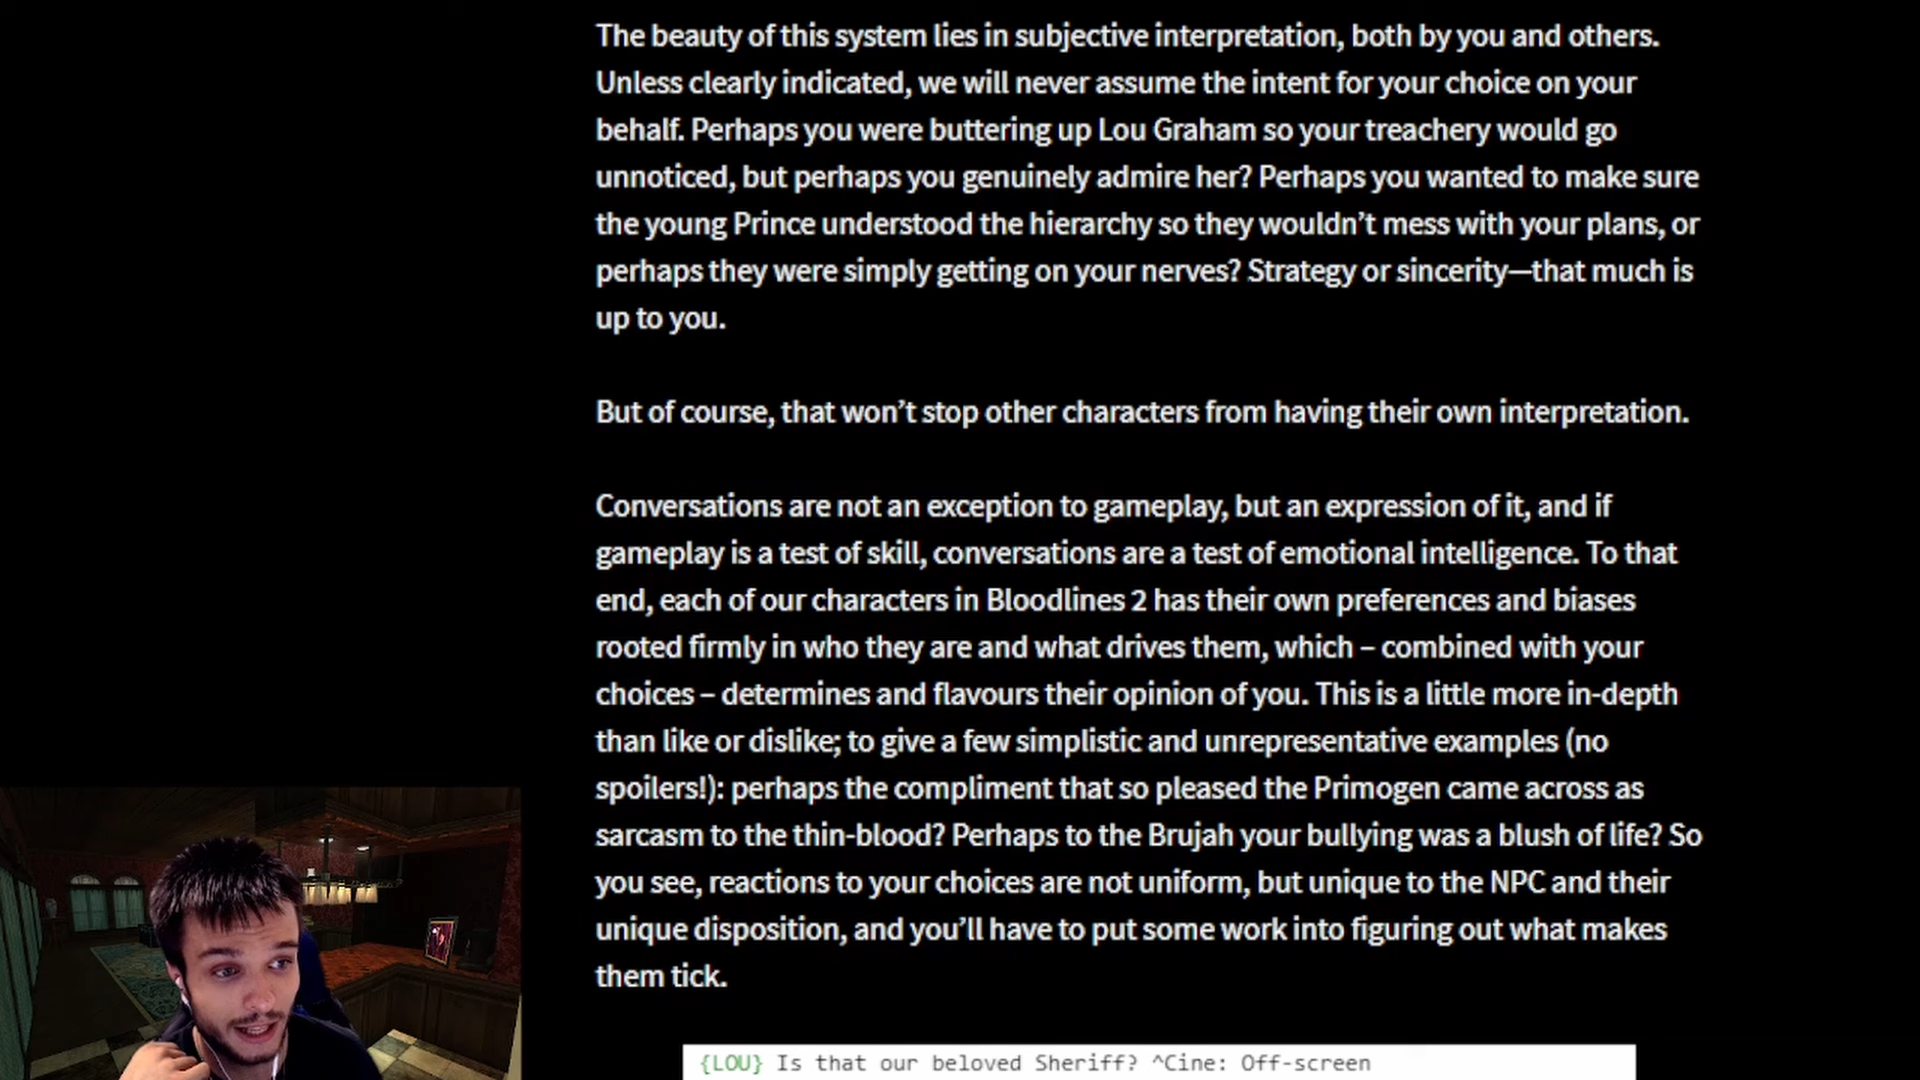 The beauty of this system lies in subjective interpretation, both by you and others.
Unless clearly indicated, we will never assume the intent for your choice on your
behalf. Perhaps you were buttering up Lou Graham so your treachery would go
unnoticed, but perhaps you genuinely admire her? Perhaps you wanted to make sure
the young Prince understood the hierarchy so they wouldn’t mess with your plans, or
perhaps they were simply getting on your nerves? Strategy or sincerity—that much is
up to you.
But of course, that won’t stop other characters from having their own interpretation.
Conversations are not an exception to gameplay, but an expression of it, and if
gameplay is a test of skill, conversations are a test of emotional intelligence. To that
end, each of our characters in Bloodlines 2 has their own preferences and biases
rooted firmly in who they are and what drives them, which – combined with your
choices – determines and flavours their opinion of you. This is a little more in-depth
than like or dislike; to give a few simplistic and unrepresentative examples (no
spoilers!): perhaps the compliment that so pleased the Primogen came across as
sarcasm to the thin-blood? Perhaps to the Brujah your bullying was a blush of life? So
you see, reactions to your choices are not uniform, but unique to the NPC and their
unique disposition, and you’ll have to put some work into figuring out what makes
them tick.
{LOU} Is that our beloved Sheriff? ^Cine: Off-screen